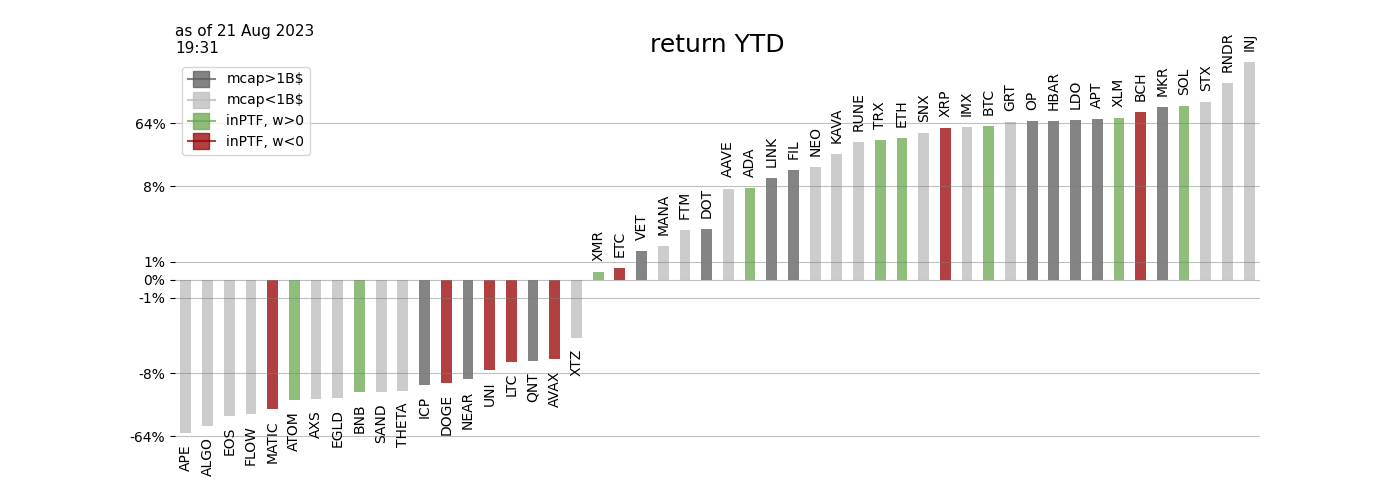 as of 21 Aug 2023
19:31
return YTD
mcap>1B$
mcap<1B$
inPTF, w>0
inPTF, w<0
64%
8%
1%
0%
-1%
-8%
-64%
APE
ALGO
EOS
FLOW
MATIC
ATOM
AXS
EGLD
BNB
SAND
THETA
ICP
DOGE
NEAR
UNI
LTC
QNT
AVAX
XTZ
XMR
ETC
VET
MANA
FTM
DOT
AAVE
ADA
LINK
FIL
NEO
KAVA
RUNE
TRX
ETH
SNX
XRP
IMX
BTC
GRT
OP
HBAR
LDO
APT
XLM
BCH
MKR
SOL
STX
RNDR
INJ